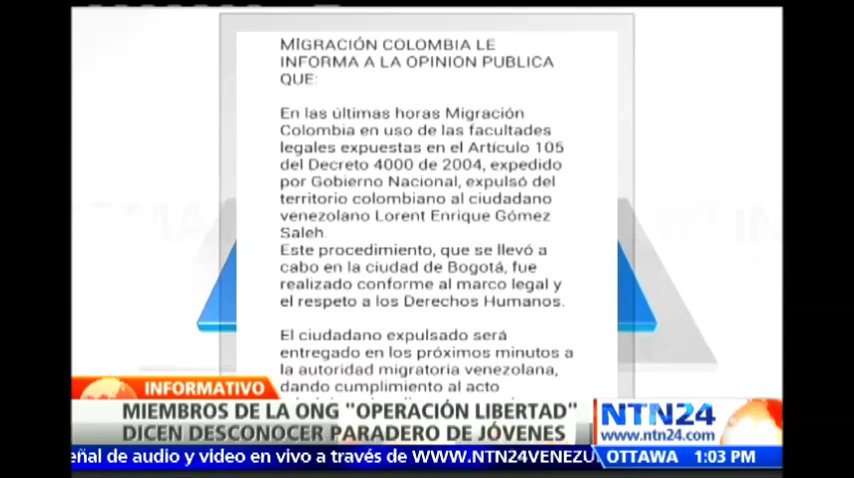 MIGRACIÓN COLOMBIA LE
INFORMA A LA OPINION PUBLICA
QUE:
En las últimas horas Migración
Colombia en uso de las facultades
legales expuestas en el Artículo 105
del Decreto 4000 de 2004, expedido
por Gobierno Nacional, expulsó del
territorio colombiano al ciudadano
venezolano Lorent Enrique Gómez
Saleh.
Este procedimiento, que se llevó a
cabo en la ciudad de Bogotá, fue
realizado conforme al marco legal y
el respeto a los Derechos Humanos.
El ciudadano expulsado será
entregado en los próximos minutos a
la autoridad migratoria venezolana,
dando cumplimiento al acto
INFORMATIVO
MIEMBROS DE LA ONG "OPERACIÓN LIBERTAD"
DICEN DESCONOCER PARADERO DE JÓVENES
NTN24
www.ntn24.com
eñal de audio y video en vivo a través de WWW.NTN24VENEZU
OTTAWA 1:03 PM